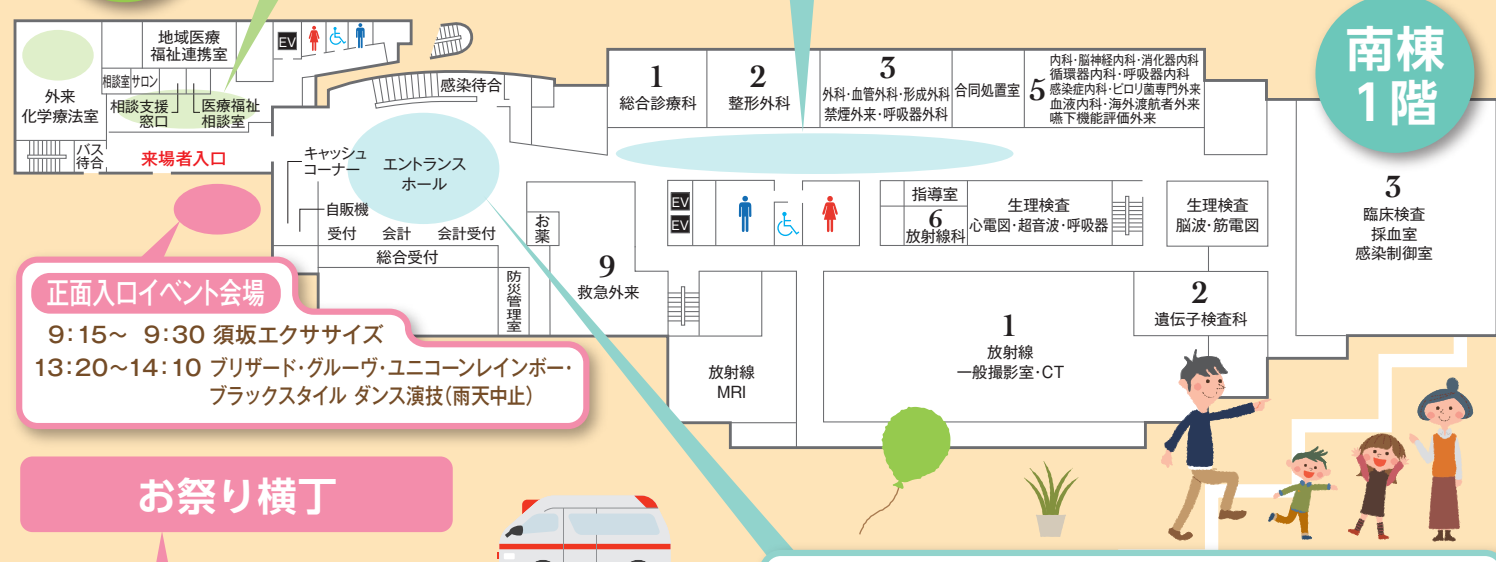 南棟
1階
地域医療
福祉連携室
EV
相談室
サロン
外来
化学療法室
相談支援
窓口
医療福祉
相談室
バス
待合
来場者入口
感染待合
キャッシュ
コーナー
エントランス
ホール
自販機
受付
会計
会計受付
総合受付
お薬
防災管理室
1
総合診療科
2
整形外科
3
外科・血管外科・形成外科
禁煙外来・呼吸器外科
合同処置室
5
内科・脳神経内科・消化器内科
循環器内科・呼吸器内科
感染症内科・ピロリ菌専門外来
血液内科・海外渡航者外来
嚥下機能評価外来
EV
EV
指導室
6
放射線科
生理検査
心電図・超音波・呼吸器
生理検査
脳波・筋電図
3
臨床検査
採血室
感染制御室
9
救急外来
2
遺伝子検査科
1
放射線
一般撮影室・CT
放射線
MRI
正面入口イベント会場
9:15～ 9:30 須坂エクササイズ
13:20～14:10 ブリザード・グルーヴ・ユニコーンレインボー・
ブラックスタイル ダンス演技(雨天中止)
お祭り横丁